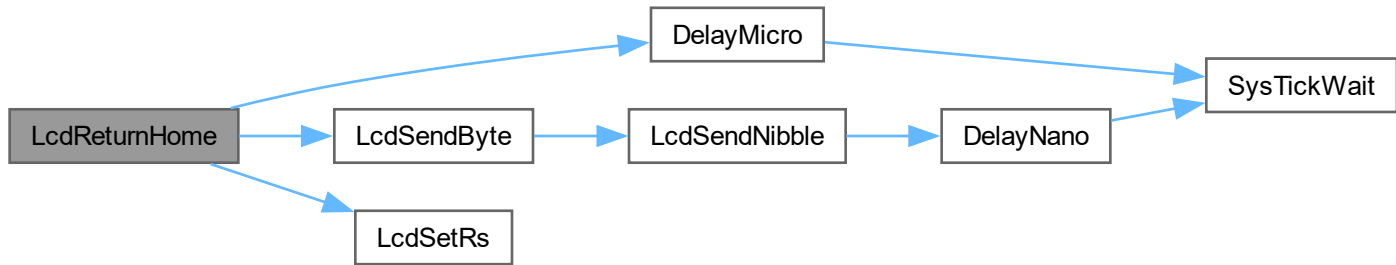 LcdReturnHome
DelayMicro
LcdSendByte
LcdSetRs
LcdSendNibble
DelayNano
SysTickWait